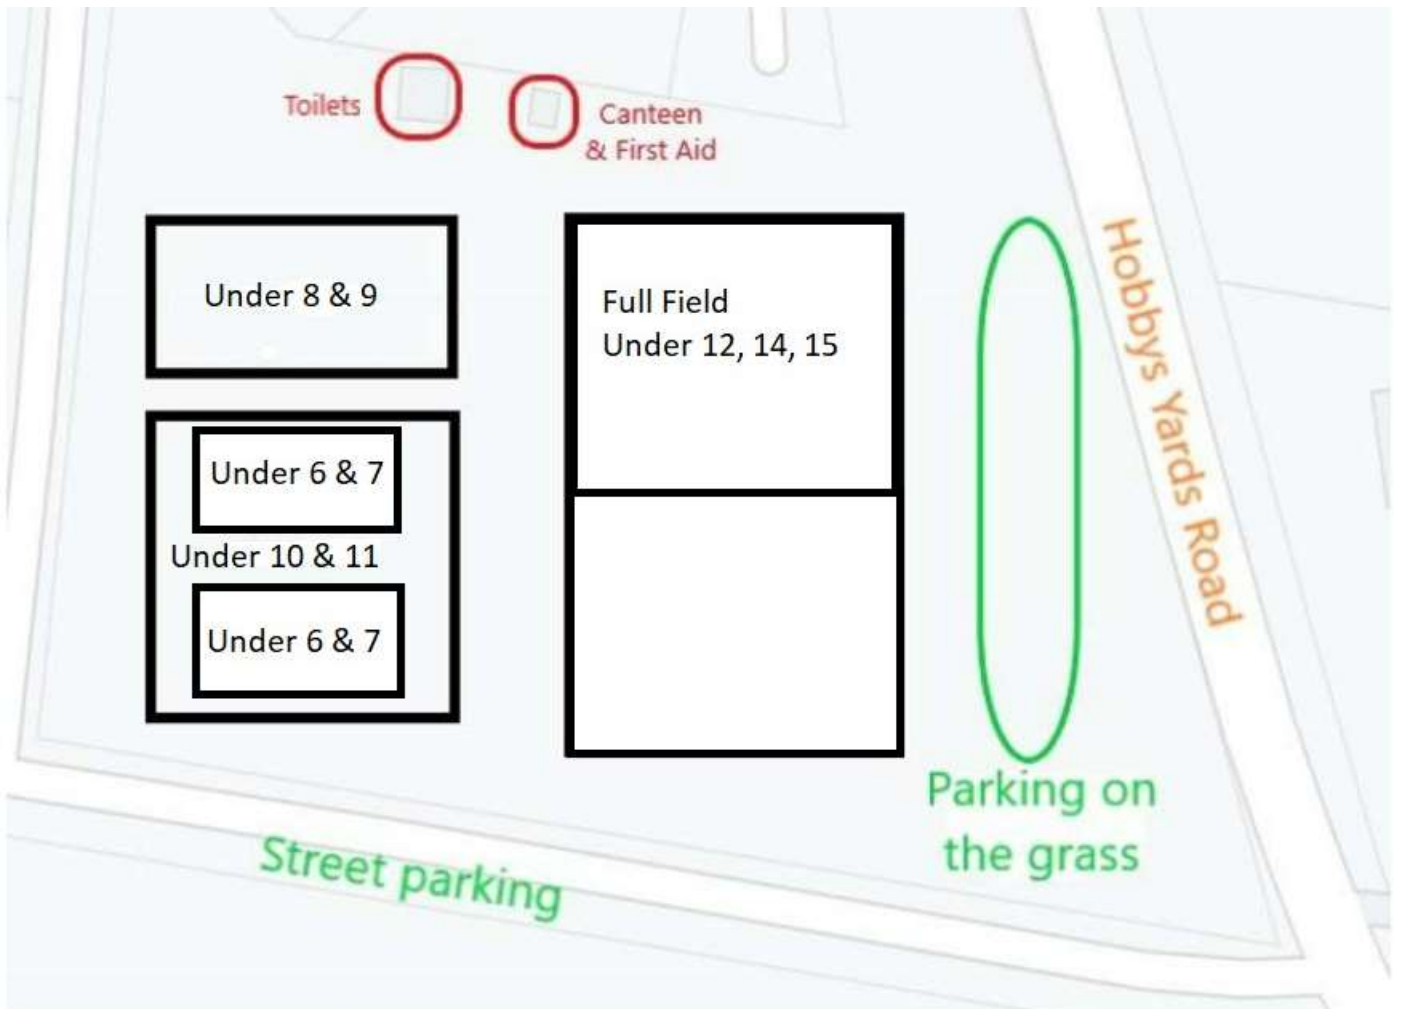 Toilets
Canteen
& First Aid
Under 8 & 9
Full Field
Under 12, 14, 15
Under 6 & 7
Under 10 & 11
Under 6 & 7
Hobbys Yards Road
Parking on
the grass
Street parking